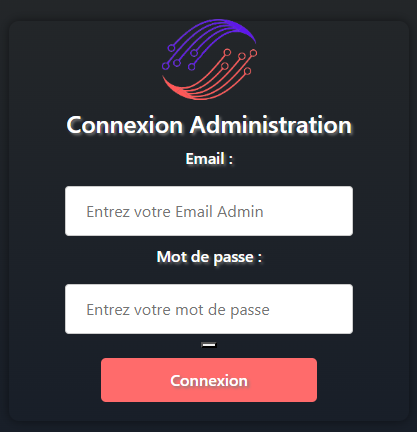 Connexion Administration
Email :
Entrez votre Email Admin
Mot de passe :
Entrez votre mot de passe
Connexion